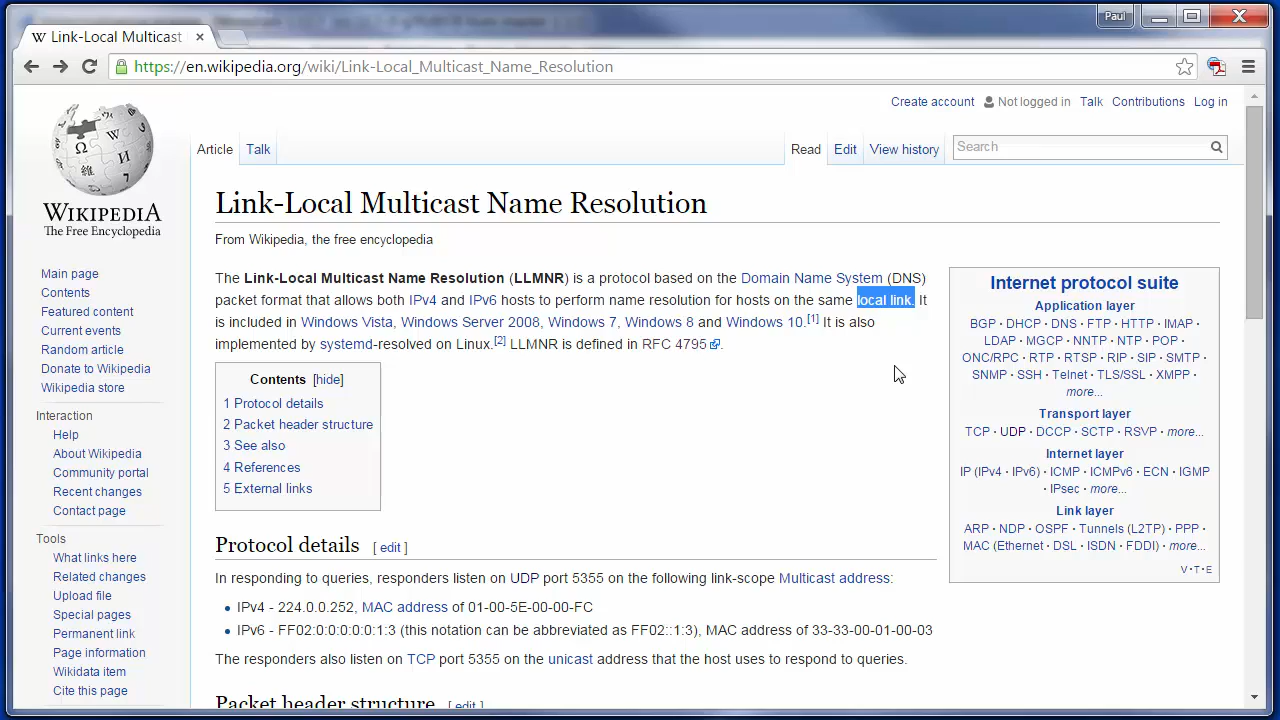 Paul
Link-Local Multicast
https://en.wikipedia.org/wiki/Link-Local_Multicast_Name_Resolution
Create account Not logged in Talk Contributions Log in
Article Talk Read Edit View history Search
WIKIPEDIA
The Free Encyclopedia
Main page
Contents
Featured content
Current events
Random article
Donate to Wikipedia
Wikipedia store
Interaction
Help
About Wikipedia
Community portal
Recent changes
Contact page
Tools
What links here
Related changes
Upload file
Special pages
Permanent link
Page information
Wikidata item
Cite this page
Link-Local Multicast Name Resolution
From Wikipedia, the free encyclopedia
The Link-Local Multicast Name Resolution (LLMNR) is a protocol based on the Domain Name System (DNS)
packet format that allows both IPv4 and IPv6 hosts to perform name resolution for hosts on the same local link. It
is included in Windows Vista, Windows Server 2008, Windows 7, Windows 8 and Windows 10.[1] It is also
implemented by systemd-resolved on Linux.[2] LLMNR is defined in RFC 4795.
Contents [hide]
1 Protocol details
2 Packet header structure
3 See also
4 References
5 External links
Internet protocol suite
Application layer
BGP · DHCP · DNS · FTP · HTTP · IMAP ·
LDAP · MGCP · NNTP · NTP · POP ·
ONC/RPC · RTP · RTSP · RIP · SIP · SMTP ·
SNMP · SSH · Telnet · TLS/SSL · XMPP ·
more...
Transport layer
TCP · UDP · DCCP · SCTP · RSVP · more...
Internet layer
IP (IPv4 · IPv6) · ICMP · ICMPv6 · ECN · IGMP
· IPsec · more...
Link layer
ARP · NDP · OSPF · Tunnels (L2TP) · PPP ·
MAC (Ethernet · DSL · ISDN · FDDI) · more...
V · T · E
Protocol details [ edit ]
In responding to queries, responders listen on UDP port 5355 on the following link-scope Multicast address:
• IPv4 - 224.0.0.252, MAC address of 01-00-5E-00-00-FC
• IPv6 - FF02:0:0:0:0:0:1:3 (this notation can be abbreviated as FF02::1:3), MAC address of 33-33-00-01-00-03
The responders also listen on TCP port 5355 on the unicast address that the host uses to respond to queries.
Packet header structure [ edit ]